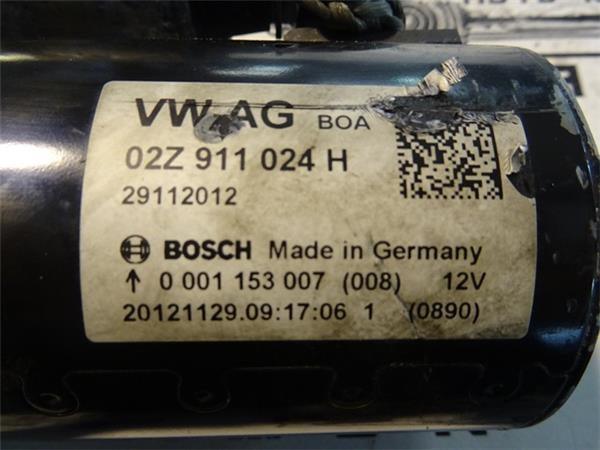 VW AG BOA
02Z 911 024 H
29112012
BOSCH Made in Germany
↑ 0 001 153 007 (008) 12V
20121129.09:17:06 1 (0890)